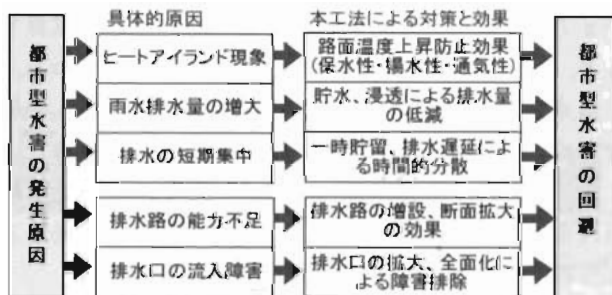 具体的原因
本工法による対策と効果
都市型水害の発生原因
ヒートアイランド現象
路面温度上昇防止効果
(保水性・揚水性・通気性)
雨水排水量の増大
貯水、浸透による排水量
の低減
排水の短期集中
一時貯留、排水遅延によ
る時間的分散
排水路の能力不足
排水路の増設、断面拡大
の効果
排水口の流入障害
排水口の拡大、全面化に
よる障害排除
都市型水害の回避